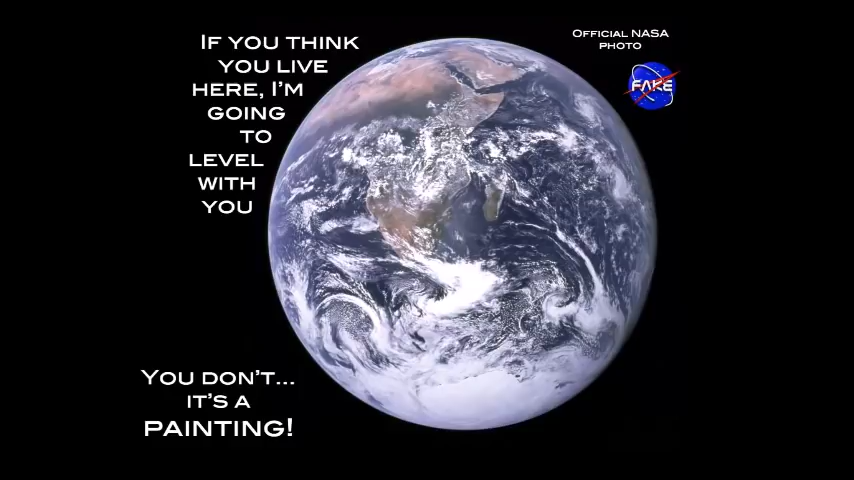 If you think
you live
here, I'm
going
to
level
with
you
Official NASA
photo
FAKE
You don't...
it's a
painting!